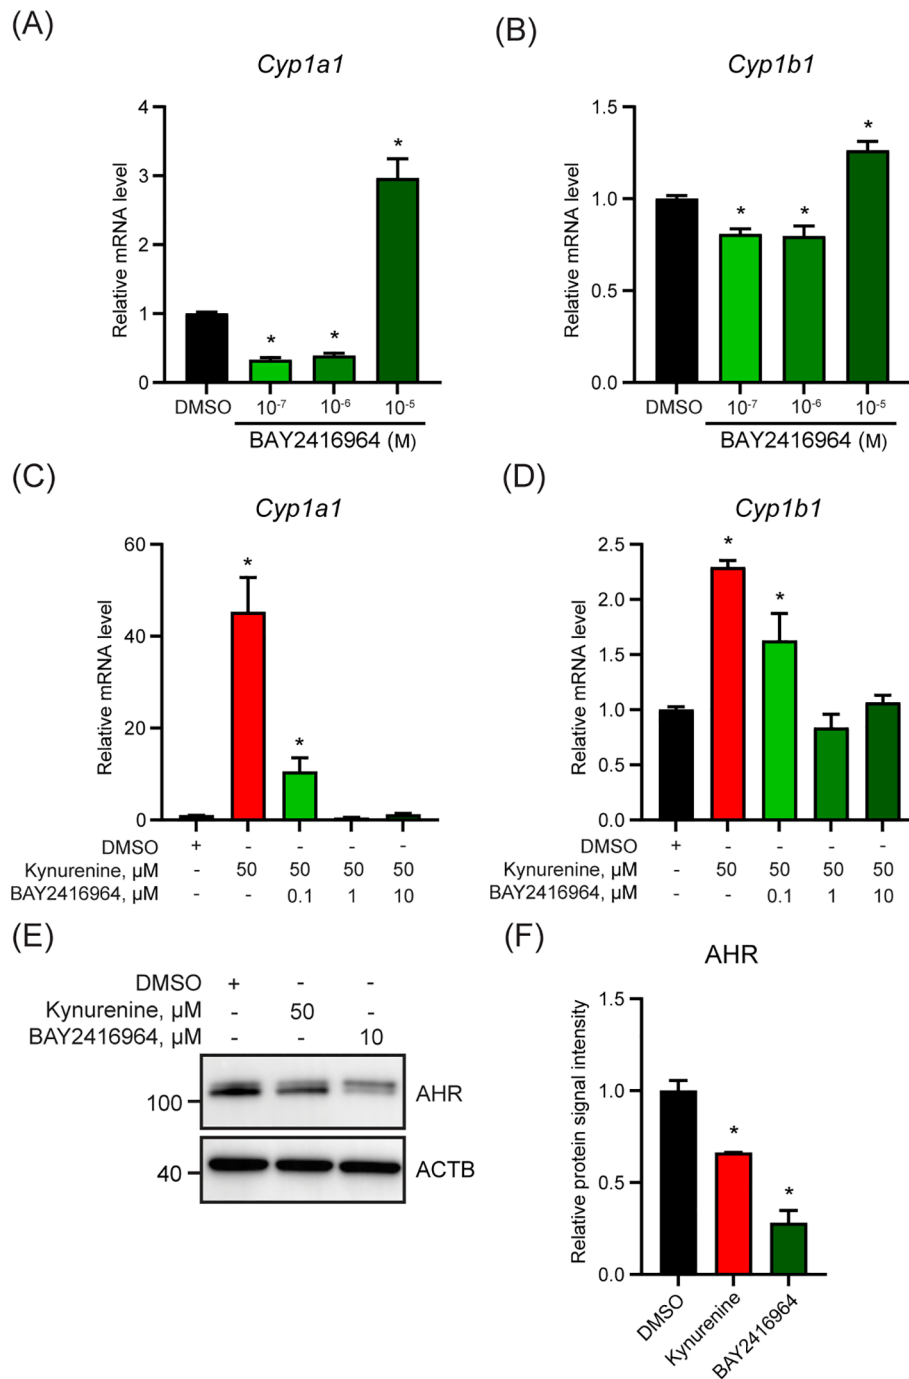 (A)
Cyp1a1
Relative mRNA level
4
3
2
1
0
*
*
*
DMSO 10-7 10-6 10-5
BAY2416964 (M)
(B)
Cyp1b1
Relative mRNA level
1.5
1.0
0.5
0.0
*
*
*
DMSO 10-7 10-6 10-5
BAY2416964 (M)
(C)
Cyp1a1
Relative mRNA level
60
40
20
0
*
*
DMSO + - - - -
Kynurenine, µM - 50 50 50 50
BAY2416964, µM - - 0.1 1 10
(D)
Cyp1b1
Relative mRNA level
2.5
2.0
1.5
1.0
0.5
0.0
*
*
DMSO + - - - -
Kynurenine, µM - 50 50 50 50
BAY2416964, µM - - 0.1 1 10
(E)
DMSO + - -
Kynurenine, µM - 50 -
BAY2416964, µM - - 10
100
AHR
40
ACTB
(F)
AHR
Relative protein signal intensity
1.5
1.0
0.5
0.0
*
*
DMSO
Kynurenine
BAY2416964